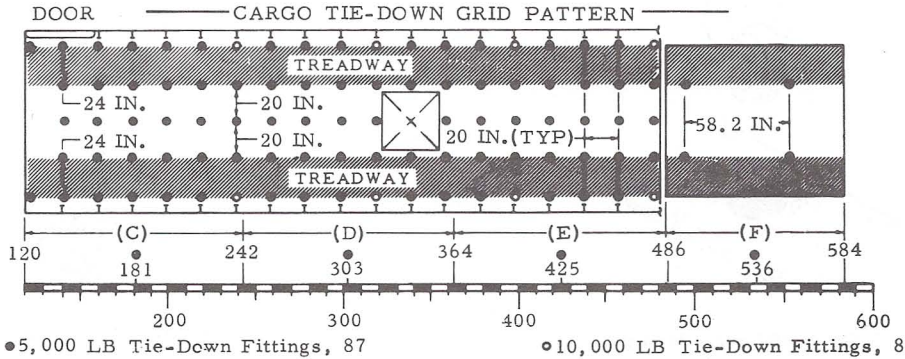 DOOR CARGO TIE-DOWN GRID PATTERN
TREADWAY
24 IN. 20 IN.
58.2 IN.
24 IN. 20 IN. 20 IN.(TYP)
TREADWAY
(C) (D) (E) (F)
120 242 364 486 584
181 303 425 536
200 300 400 500 600
5,000 LB Tie-Down Fittings, 87 10,000 LB Tie-Down Fittings, 8